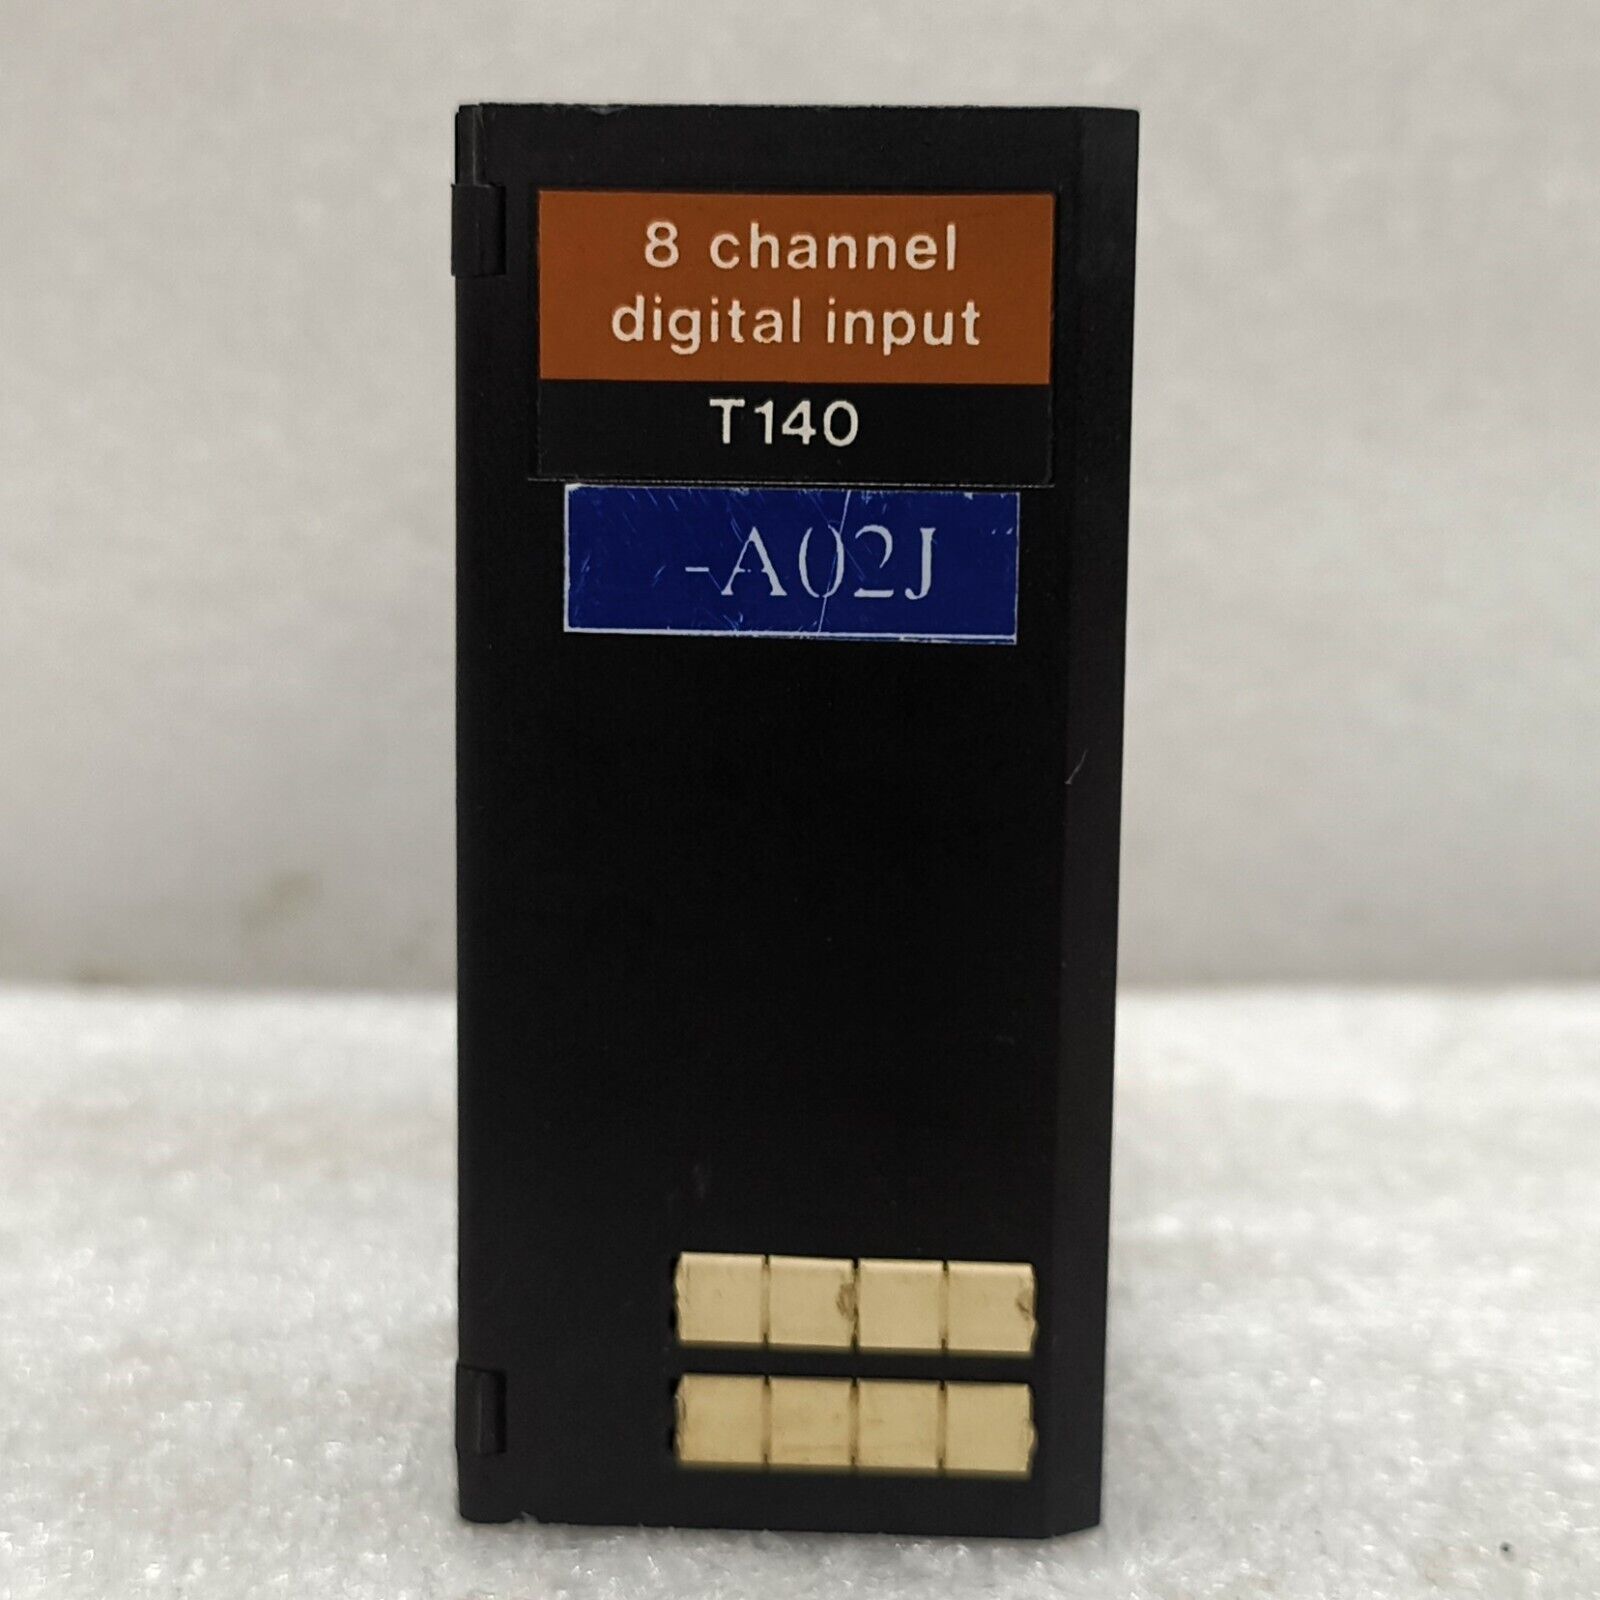 8 channel
digital input
T140
-A02J